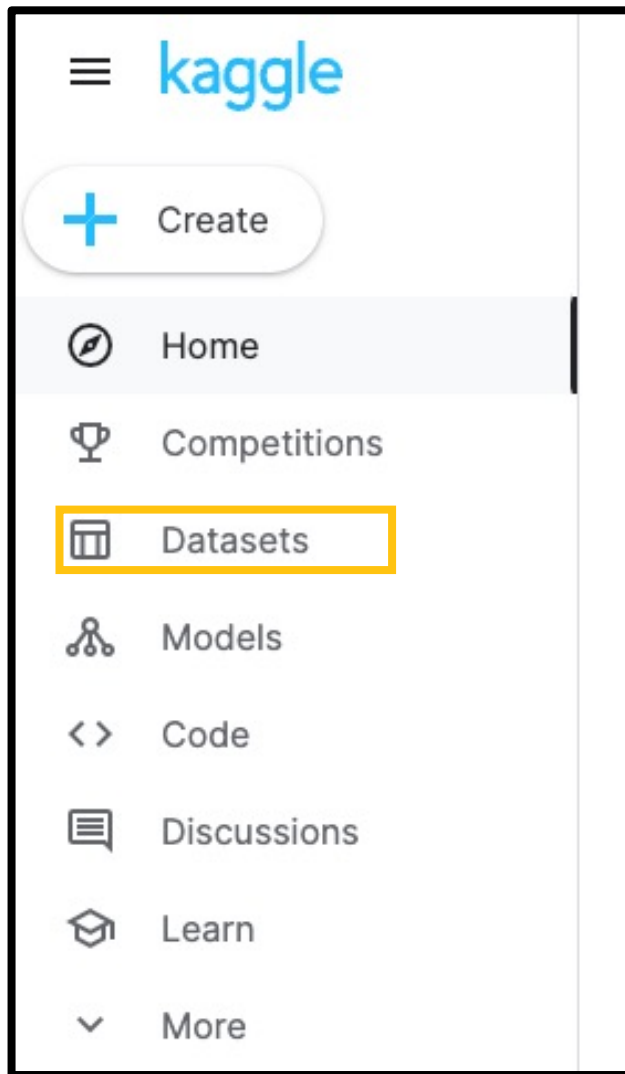 kaggle
Create
Home
Competitions
Datasets
Models
Code
Discussions
Learn
More